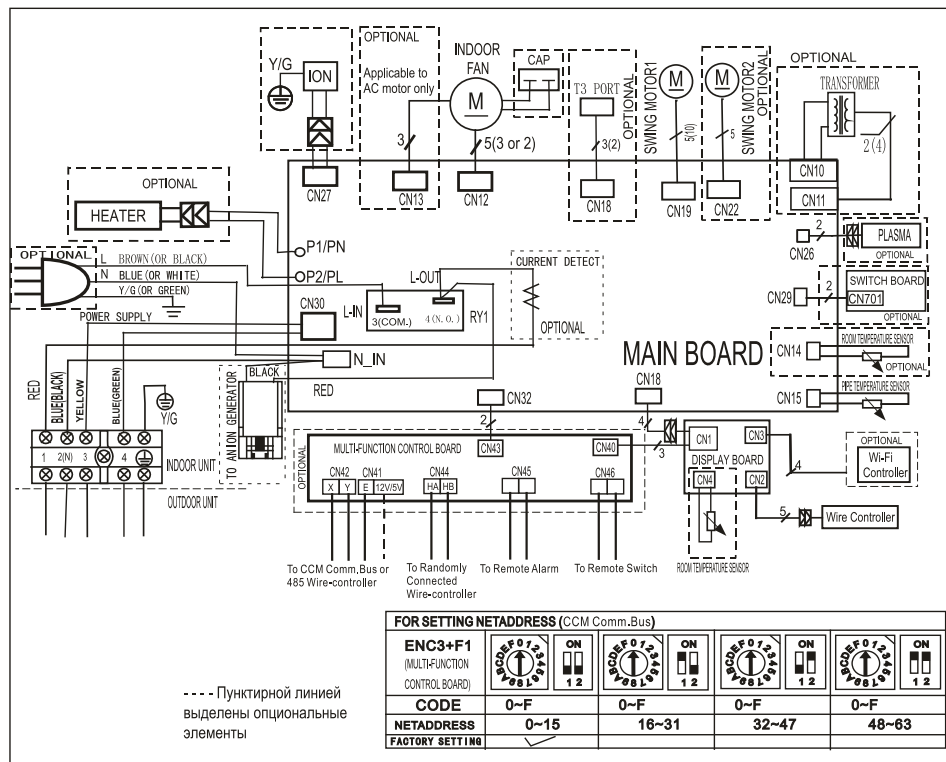 OPTIONAL
Applicable to
AC motor only
INDOOR
FAN
M
CAP
Y/G
ION
T3 PORT
OPTIONAL
SWING MOTOR1
M
SWING MOTOR2
OPTIONAL
M
OPTIONAL
TRANSFORMER
2(4)
3
5(3 or 2)
3(2)
5(10)
5
CN27
CN13
CN12
CN18
CN19
CN22
CN10
CN11
OPTIONAL
HEATER
P1/PN
P2/PL
OPTIONAL
L BROWN(OR BLACK)
N BLUE(OR WHITE)
Y/G(OR GREEN)
POWER SUPPLY
CN30
L-IN
L-OUT
3(COM.)
4(N.O.)
RY1
CURRENT DETECT
OPTIONAL
N_IN
MAIN BOARD
CN26
2
PLASMA
OPTIONAL
CN29
2
SWITCH BOARD
CN701
OPTIONAL
CN14
ROOM TEMPERATURE SENSOR
OPTIONAL
CN15
PIPE TEMPERATURE SENSOR
RED
BLUE(BLACK)
YELLOW
BLUE(GREEN)
Y/G
TO ANION GENERATOR
BLACK
RED
1 2(N) 3 4
INDOOR UNIT
OUTDOOR UNIT
CN32
2
CN18
4
OPTIONAL
MULTI-FUNCTION CONTROL BOARD
CN43
CN40
3
CN42
CN41
CN44
CN45
CN46
X Y E 12V/5V
HA HB
CN1
CN3
DISPLAY BOARD
CN4
CN2
4
OPTIONAL
Wi-Fi
Controller
5
Wire Controller
ROOM TEMPERATURE SENSOR
To CCM Comm.Bus or
485 Wire-controller
To Randomly
Connected
Wire-controller
To Remote Alarm
To Remote Switch
FOR SETTING NETADDRESS (CCM Comm.Bus)
ENC3+F1
(MULTI-FUNCTION
CONTROL BOARD)
0123456789ABCDEF ON 1 2
0123456789ABCDEF ON 1 2
0123456789ABCDEF ON 1 2
0123456789ABCDEF ON 1 2
CODE 0~F 0~F 0~F 0~F
NETADDRESS 0~15 16~31 32~47 48~63
FACTORY SETTING
---- Пунктирной линией
выделены опциональные
элементы